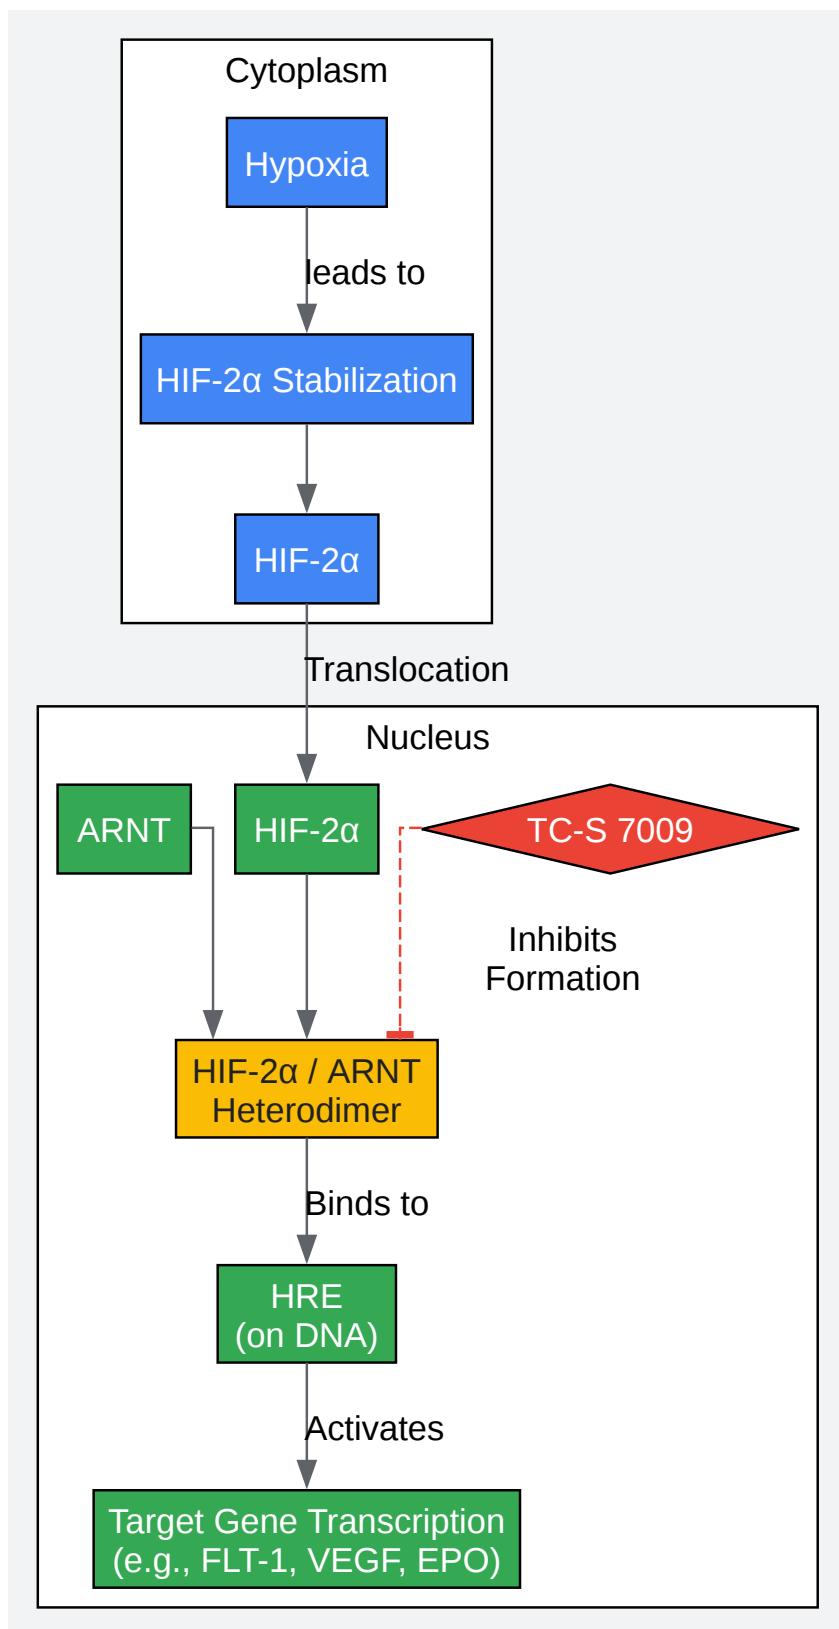 Cytoplasm
Hypoxia
leads to
HIF-2α Stabilization
HIF-2α
Translocation
Nucleus
ARNT
HIF-2α
TC-S 7009
Inhibits
Formation
HIF-2α / ARNT
Heterodimer
Binds to
HRE
(on DNA)
Activates
Target Gene Transcription
(e.g., FLT-1, VEGF, EPO)